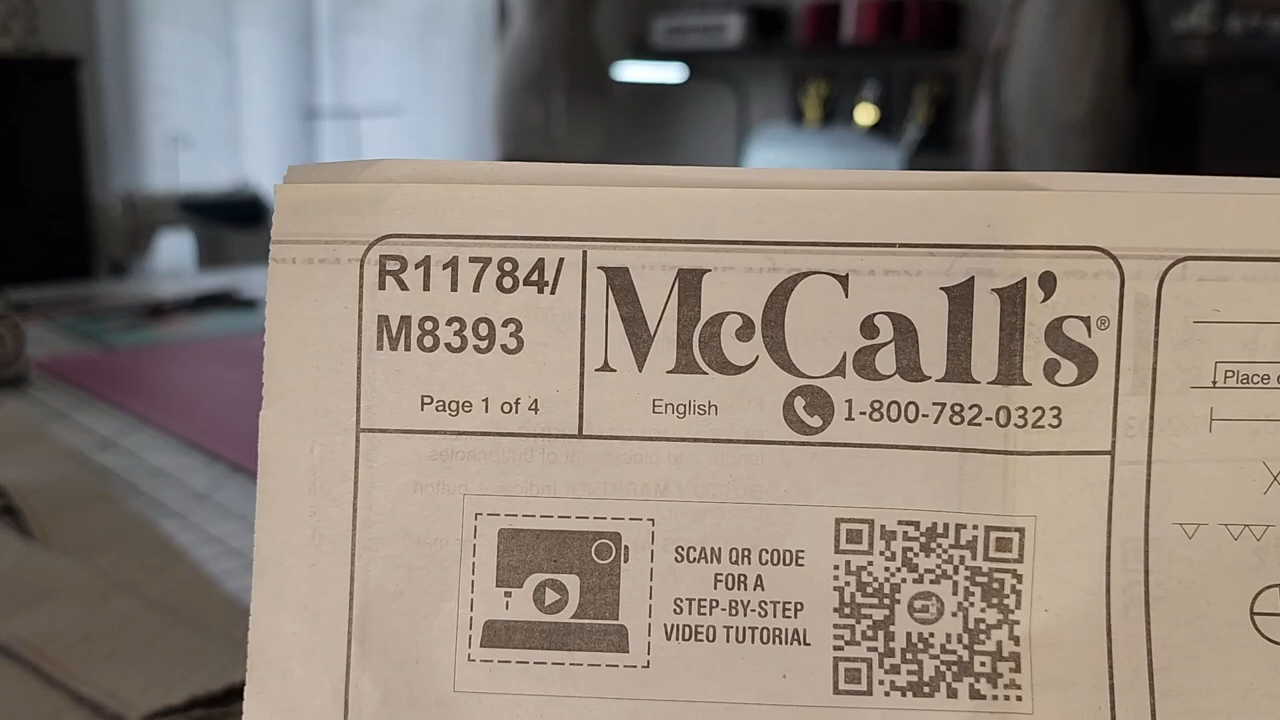 R11784/
M8393
Page 1 of 4
McCall's®
English
1-800-782-0323
SCAN QR CODE
FOR A
STEP-BY-STEP
VIDEO TUTORIAL
Place